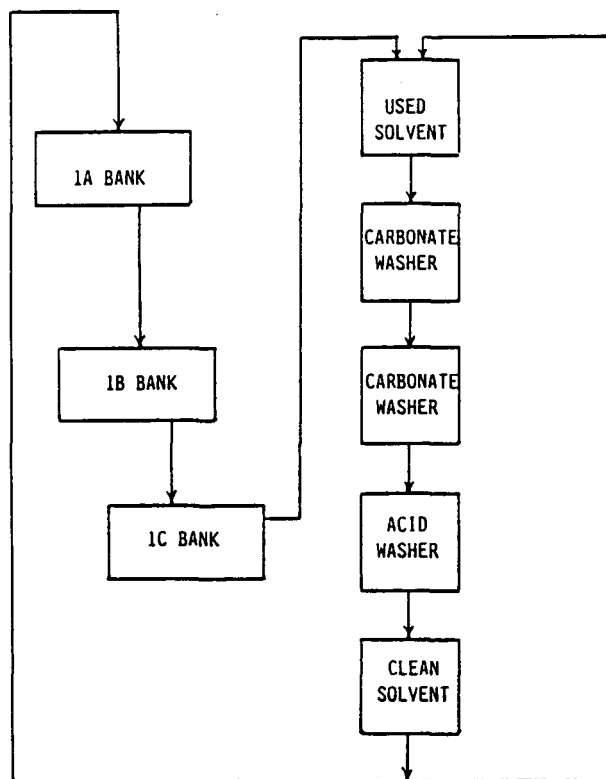 1A BANK
1B BANK
1C BANK
USED
SOLVENT
CARBONATE
WASHER
CARBONATE
WASHER
ACID
WASHER
CLEAN
SOLVENT